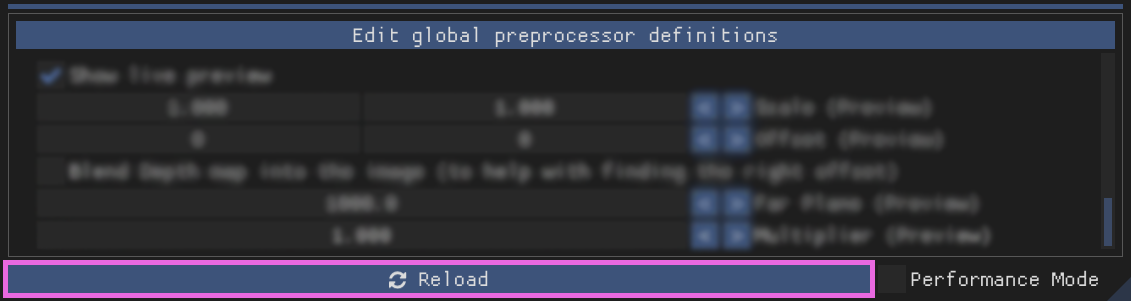 Edit global preprocessor definitions
Show live preview
1.000 1.000 < > Scale (Preview)
0 0 < > Offset (Preview)
Blend Depth map into the image (to help with finding the right offset)
1000.0 < > Far Plane (Preview)
1.000 < > Multiplier (Preview)
Reload Performance Mode